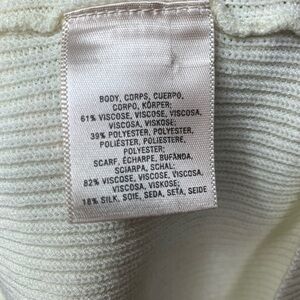 BODY, CORPS, CUERPO,
CORPO, KÖRPER;
61% VISCOSE, VISCOSE, VISCOSA,
VISCOSA, VISKOSE;
39% POLYESTER, POLYESTER,
POLIÉSTER, POLIESTERE,
POLYESTER;
SCARF, ÉCHARPE, BUFANDA,
SCIARPA, SCHAL;
82% VISCOSE, VISCOSE, VISCOSA,
VISCOSA, VISKOSE;
18% SILK, SOIE, SEDA, SETA, SEIDE